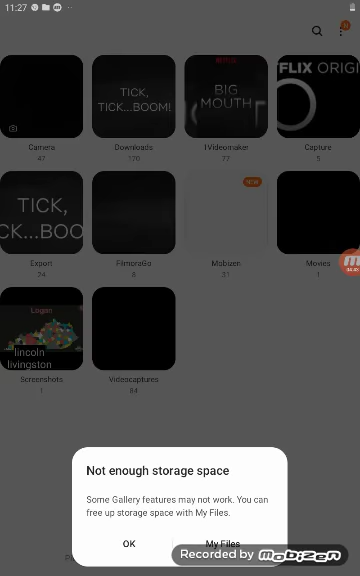 11:27
TICK,
TICK...BOOM!
BIG
MOUTH
FLIX ORIGI
Camera
47
Downloads
170
1Videomaker
77
Capture
5
TICK,
CK...BOO
NEW
Export
24
FilmoraGo
6
Mobizen
31
Movies
1
Logan
lincoln
livingston
Screenshots
1
Videocaptures
84
Not enough storage space
Some Gallery features may not work. You can
free up storage space with My Files.
OK
My Files
Recorded by mobizen